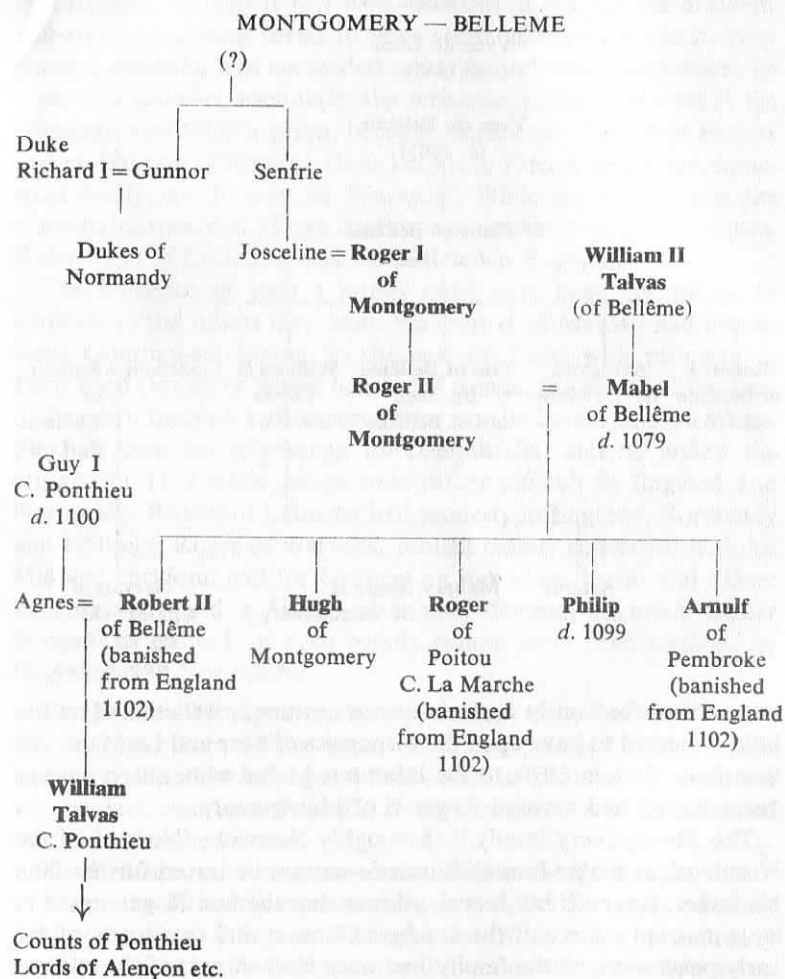 MONTGOMERY — BELLEME
(?)
Duke
Richard I = Gunnor
Senfrie
Dukes of
Normandy
Josceline = Roger I
of
Montgomery
William II
Talvas
(of Bellême)
Roger II
of
Montgomery
=
Mabel
of Bellême
d. 1079
Guy I
C. Ponthieu
d. 1100
Agnes = Robert II
of Bellême
(banished
from England
1102)
Hugh
of
Montgomery
Roger
of
Poitou
C. La Marche
(banished
from England
1102)
Philip
d. 1099
Arnulf
of
Pembroke
(banished
from England
1102)
William
Talvas
C. Ponthieu
Counts of Ponthieu
Lords of Alençon etc.